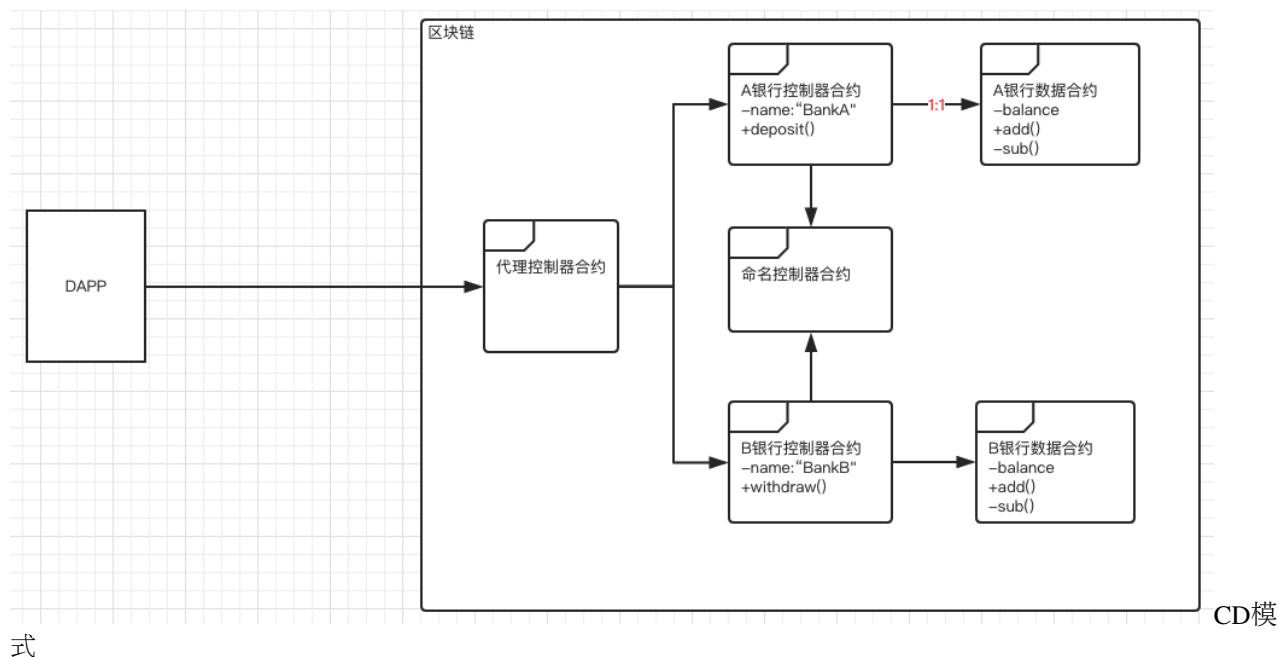 区块链
A银行控制器合约
-name:“BankA"
+deposit()
1:1
A银行数据合约
-balance
+add()
-sub()
DAPP
代理控制器合约
命名控制器合约
B银行控制器合约
-name:“BankB"
+withdraw()
B银行数据合约
-balance
+add()
-sub()
CD模
式